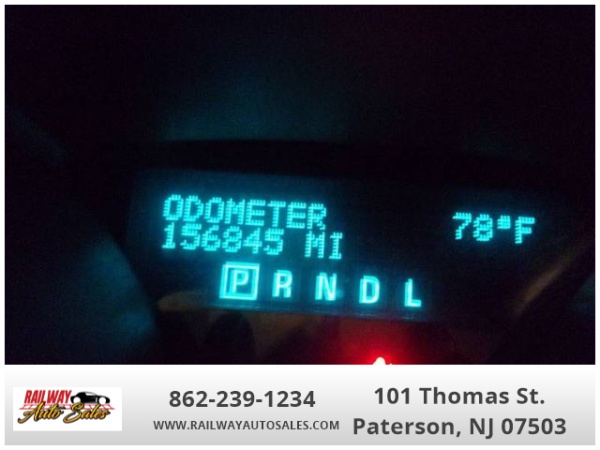 ODOMETER
156845 MI
78°F
P R N D L
RAILWAY
Auto Sales
862-239-1234
WWW.RAILWAYAUTOSALES.COM
101 Thomas St.
Paterson, NJ 07503